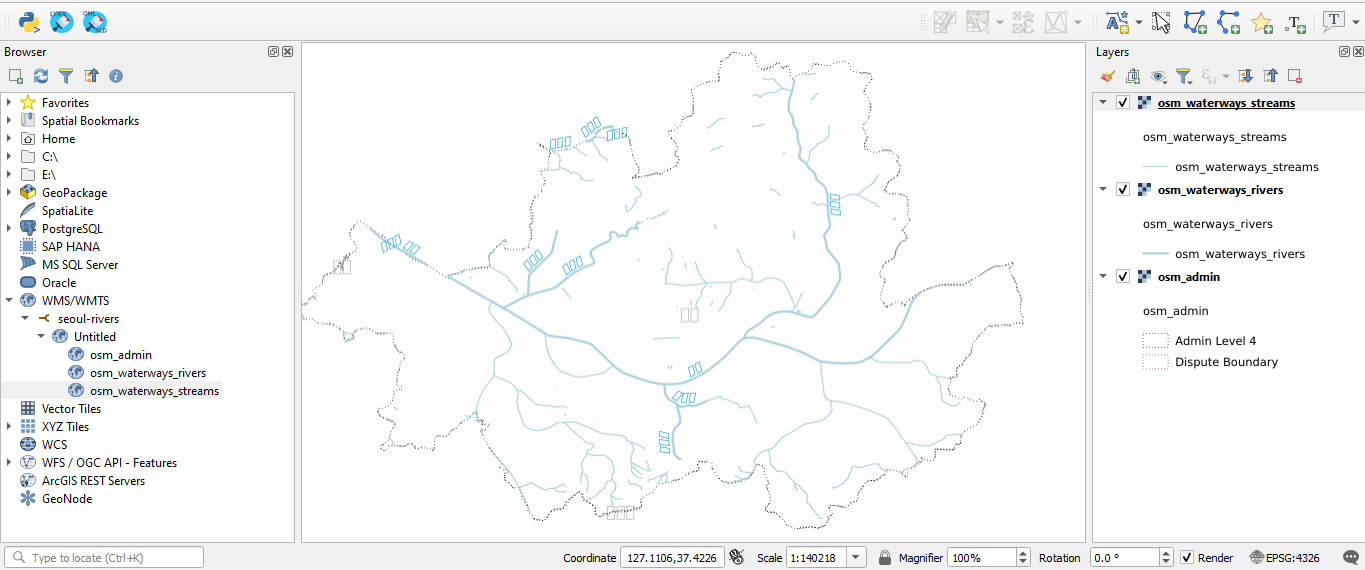 LYRX
QML
SLD
T
T
Browser
Layers
Favorites
Spatial Bookmarks
Home
C:\
E:\
GeoPackage
SpatiaLite
PostgreSQL
SAP HANA
MS SQL Server
Oracle
WMS/WMTS
seoul-rivers
Untitled
osm_admin
osm_waterways_rivers
osm_waterways_streams
Vector Tiles
XYZ Tiles
WCS
WFS / OGC API - Features
ArcGIS REST Servers
GeoNode
osm_waterways_streams
osm_waterways_streams
osm_waterways_streams
osm_waterways_rivers
osm_waterways_rivers
osm_waterways_rivers
osm_admin
osm_admin
Admin Level 4
Dispute Boundary
Type to locate (Ctrl+K)
Coordinate 127.1106,37.4226 Scale 1:140218 Magnifier 100% Rotation 0.0 ° Render EPSG:4326